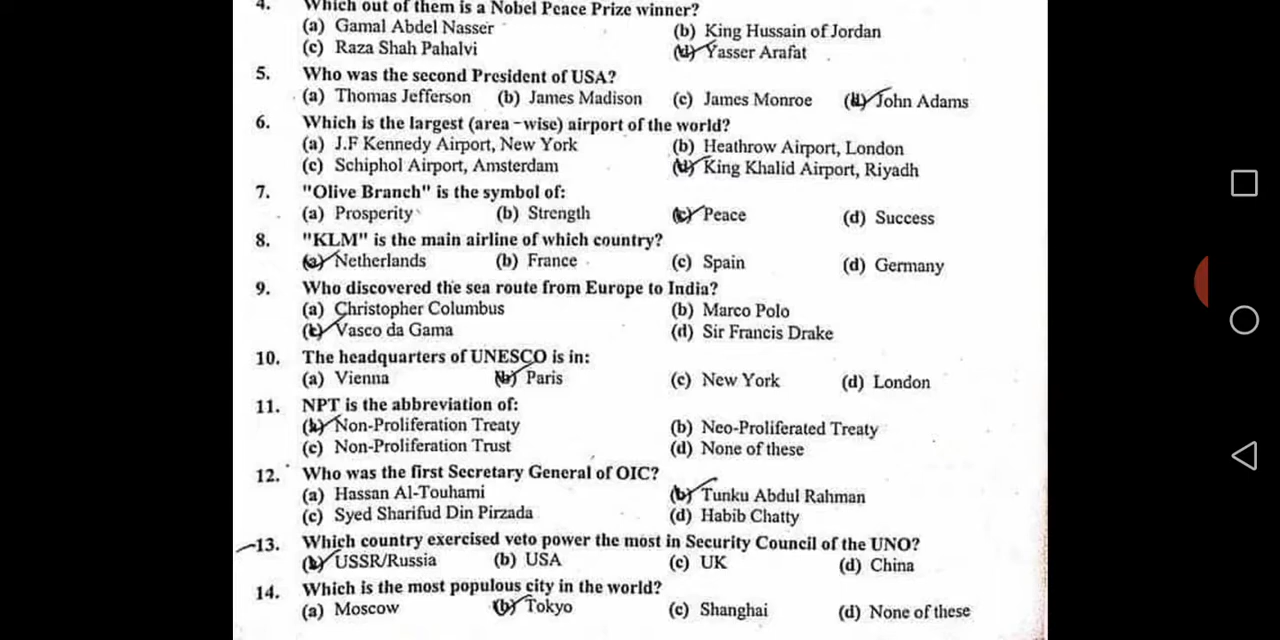 4. Which out of them is a Nobel Peace Prize winner?
(a) Gamal Abdel Nasser (b) King Hussain of Jordan
(c) Raza Shah Pahalvi (d) Yasser Arafat
5. Who was the second President of USA?
(a) Thomas Jefferson (b) James Madison (c) James Monroe (d) John Adams
6. Which is the largest (area-wise) airport of the world?
(a) J.F Kennedy Airport, New York (b) Heathrow Airport, London
(c) Schiphol Airport, Amsterdam (d) King Khalid Airport, Riyadh
7. "Olive Branch" is the symbol of:
(a) Prosperity (b) Strength (c) Peace (d) Success
8. "KLM" is the main airline of which country?
(a) Netherlands (b) France (c) Spain (d) Germany
9. Who discovered the sea route from Europe to India?
(a) Christopher Columbus (b) Marco Polo
(c) Vasco da Gama (d) Sir Francis Drake
10. The headquarters of UNESCO is in:
(a) Vienna (b) Paris (c) New York (d) London
11. NPT is the abbreviation of:
(a) Non-Proliferation Treaty (b) Neo-Proliferated Treaty
(c) Non-Proliferation Trust (d) None of these
12. Who was the first Secretary General of OIC?
(a) Hassan Al-Touhami (b) Tunku Abdul Rahman
(c) Syed Sharifud Din Pirzada (d) Habib Chatty
13. Which country exercised veto power the most in Security Council of the UNO?
(a) USSR/Russia (b) USA (c) UK (d) China
14. Which is the most populous city in the world?
(a) Moscow (b) Tokyo (c) Shanghai (d) None of these